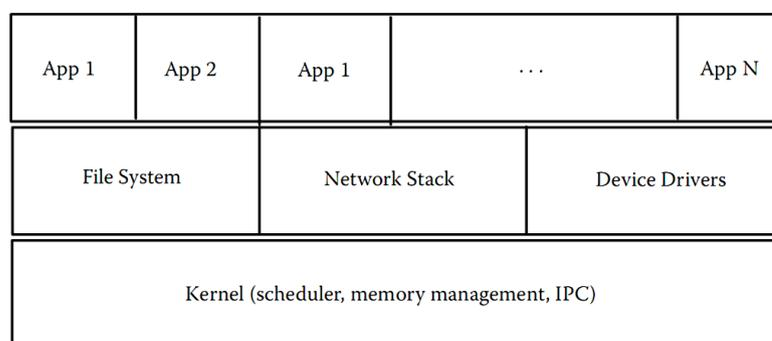 App 1
App 2
App 1
...
App N
File System
Network Stack
Device Drivers
Kernel (scheduler, memory management, IPC)